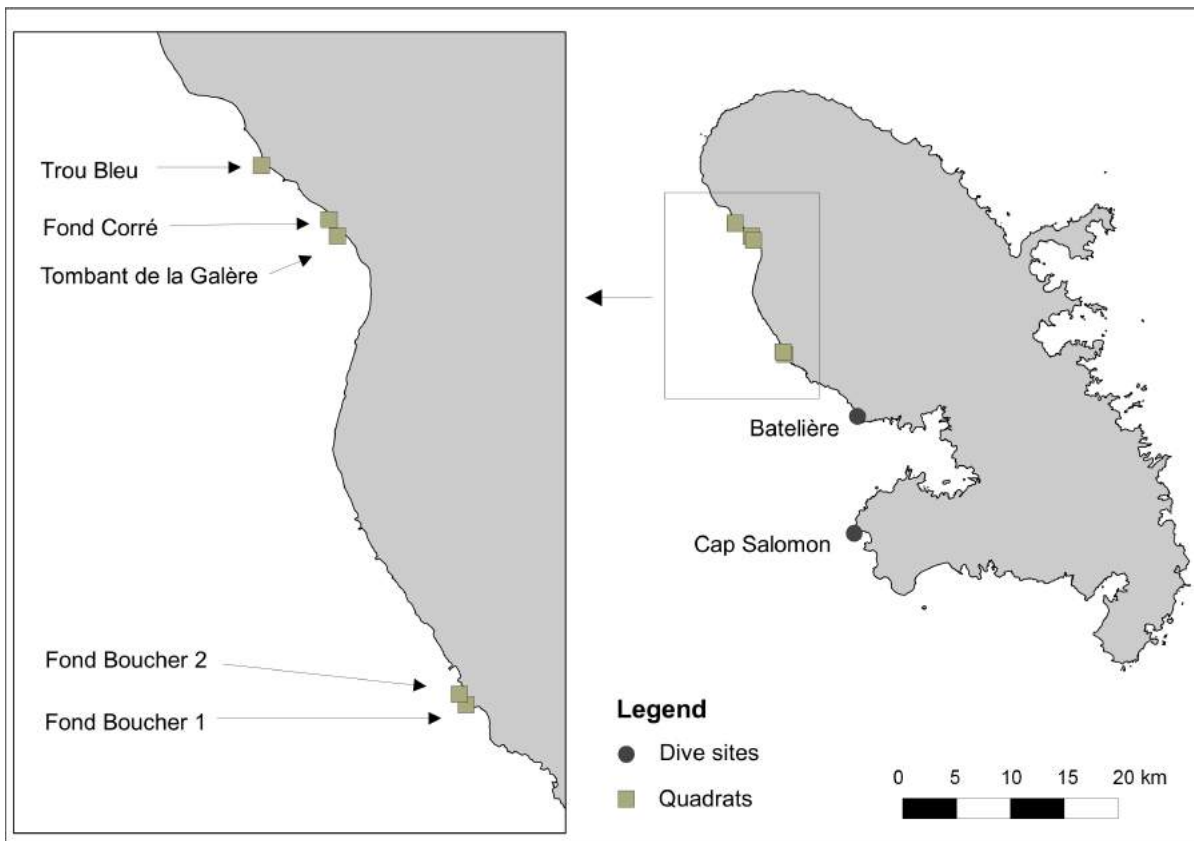 Trou Bleu
Fond Corré
Tombant de la Galère
Fond Boucher 2
Fond Boucher 1
Batelière
Cap Salomon
Legend
Dive sites
Quadrats
0 5 10 15 20 km